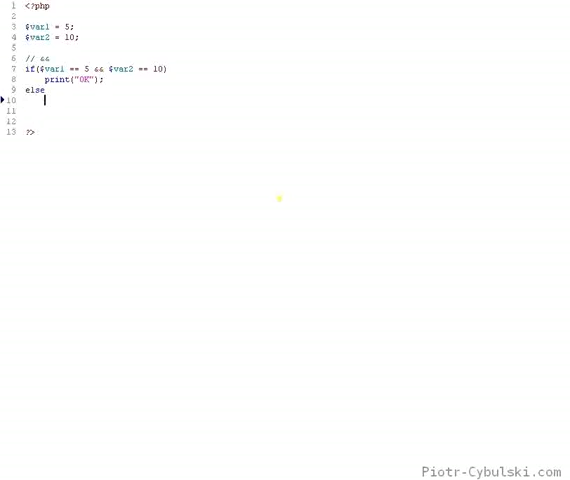 1 <?php
2
3 $var1 = 5;
4 $var2 = 10;
5
6 // &&
7 if($var1 == 5 && $var2 == 10)
8 print("OK");
9 else
10
11
12
13 ?>
Piotr-Cybulski.com